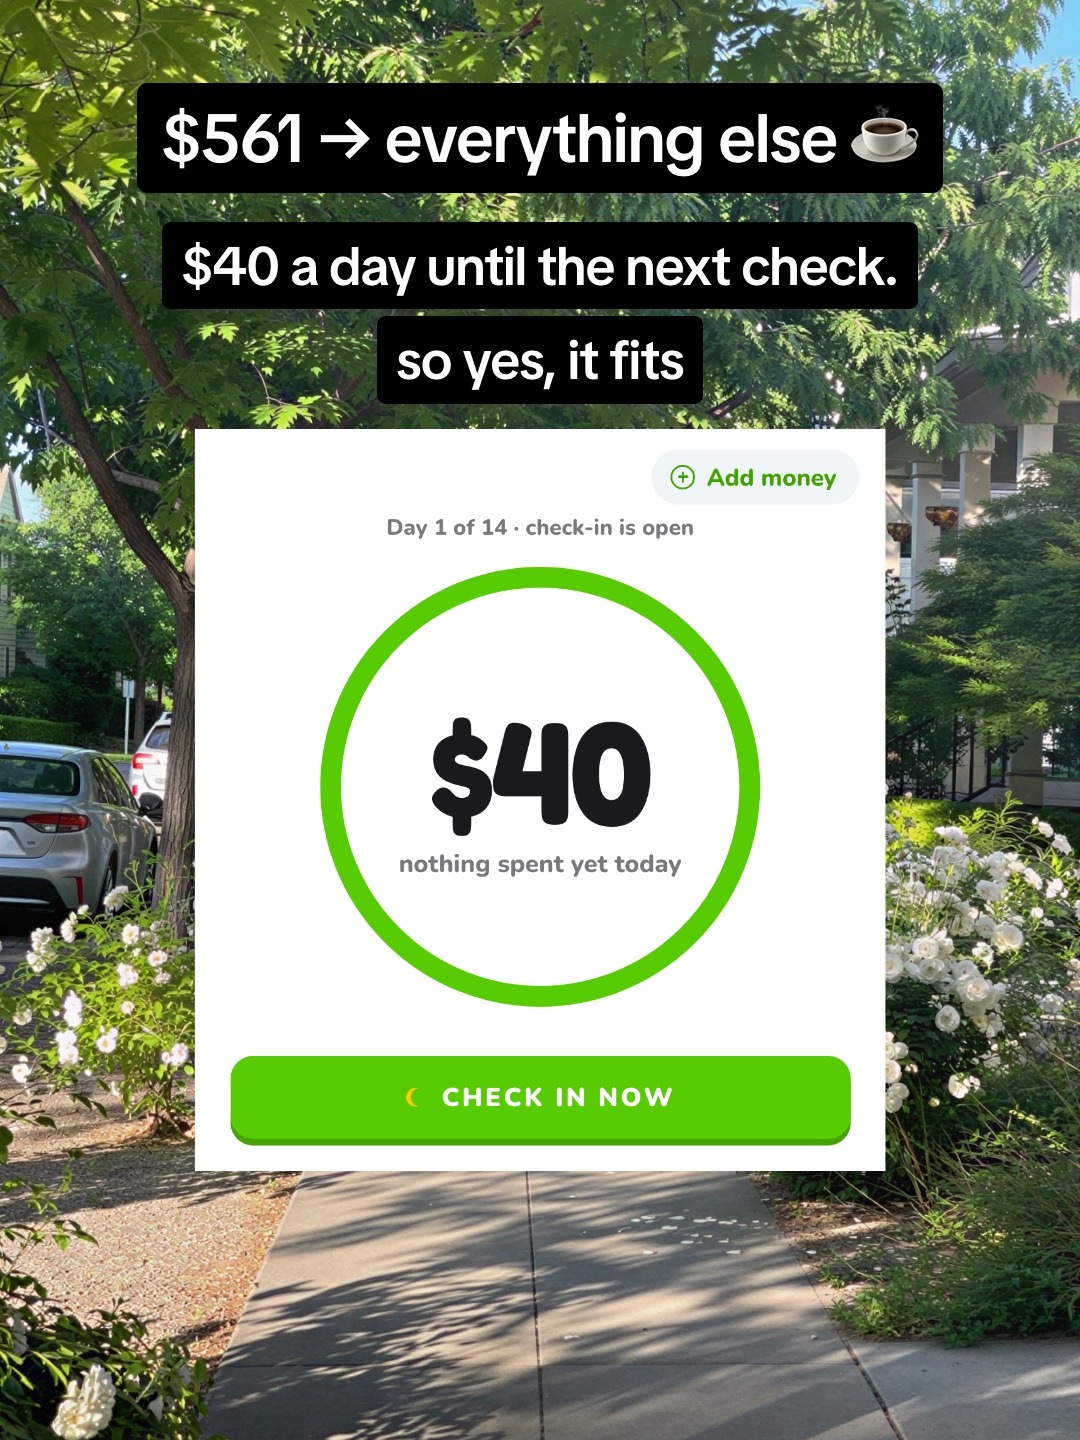 $561 → everything else ☕
$40 a day until the next check.
so yes, it fits
Add money
Day 1 of 14 · check-in is open
$40
nothing spent yet today
CHECK IN NOW